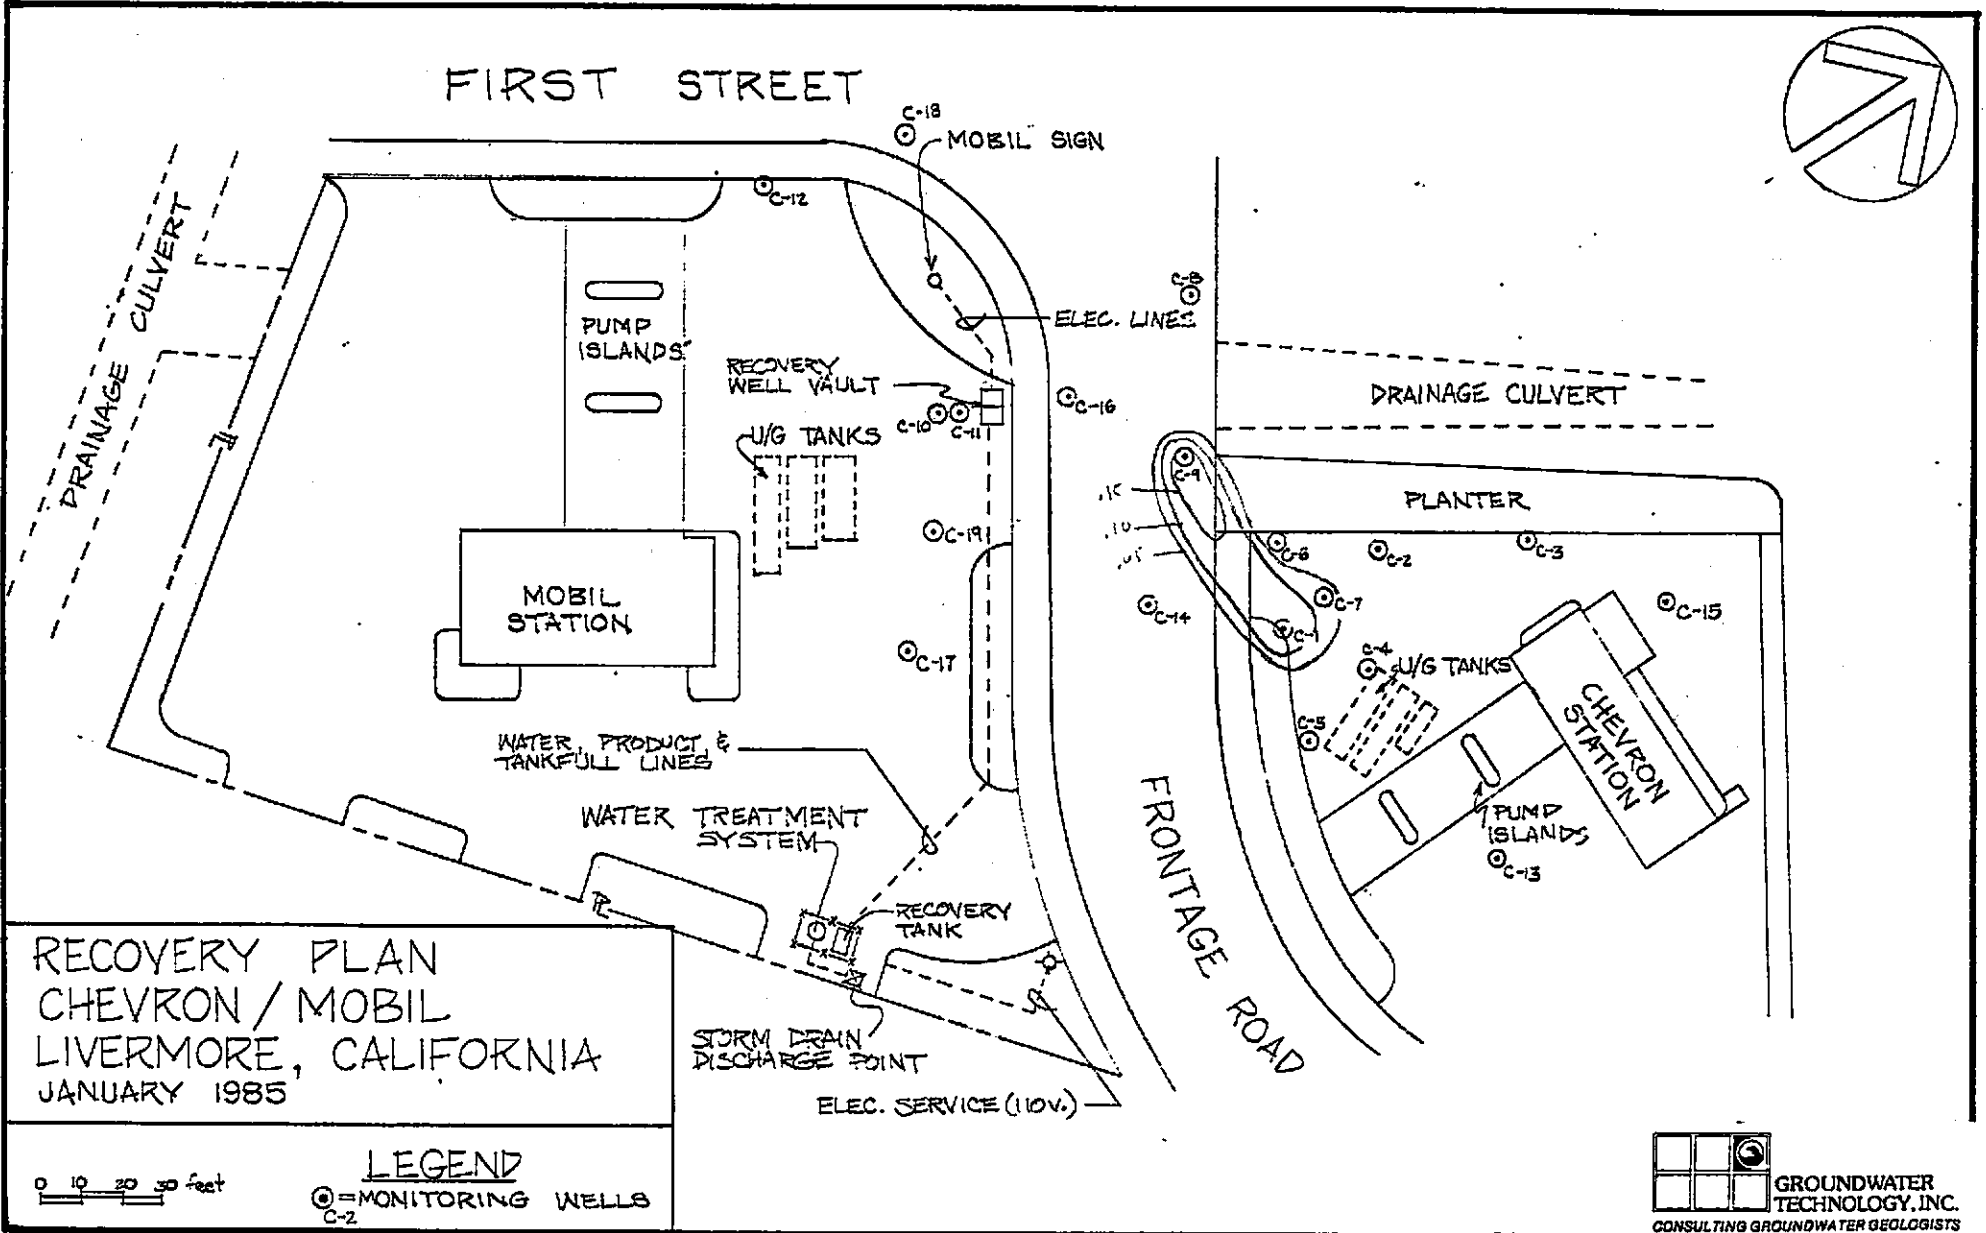 FIRST STREET
C-18
MOBIL SIGN
C-12
DRAINAGE CULVERT
C-8
ELEC. LINES
PUMP
ISLANDS
RECOVERY
WELL VAULT
DRAINAGE CULVERT
C-16
C-10
C-11
U/G TANKS
C-9
.15
PLANTER
.10
C-19
C-6
C-2
C-3
.05
MOBIL
STATION
C-14
C-7
C-15
C-1
C-17
C-4
U/G TANKS
CHEVRON
STATION
C-5
WATER, PRODUCT, &
TANKFULL LINES
WATER TREATMENT
SYSTEM
PUMP
ISLANDS
C-13
FRONTAGE ROAD
RECOVERY
TANK
STORM DRAIN
DISCHARGE POINT
ELEC. SERVICE (110V.)
RECOVERY PLAN
CHEVRON / MOBIL
LIVERMORE, CALIFORNIA
JANUARY 1985
0 10 20 30 feet
LEGEND
=MONITORING WELLS
C-2
GROUNDWATER
TECHNOLOGY, INC.
CONSULTING GROUNDWATER GEOLOGISTS